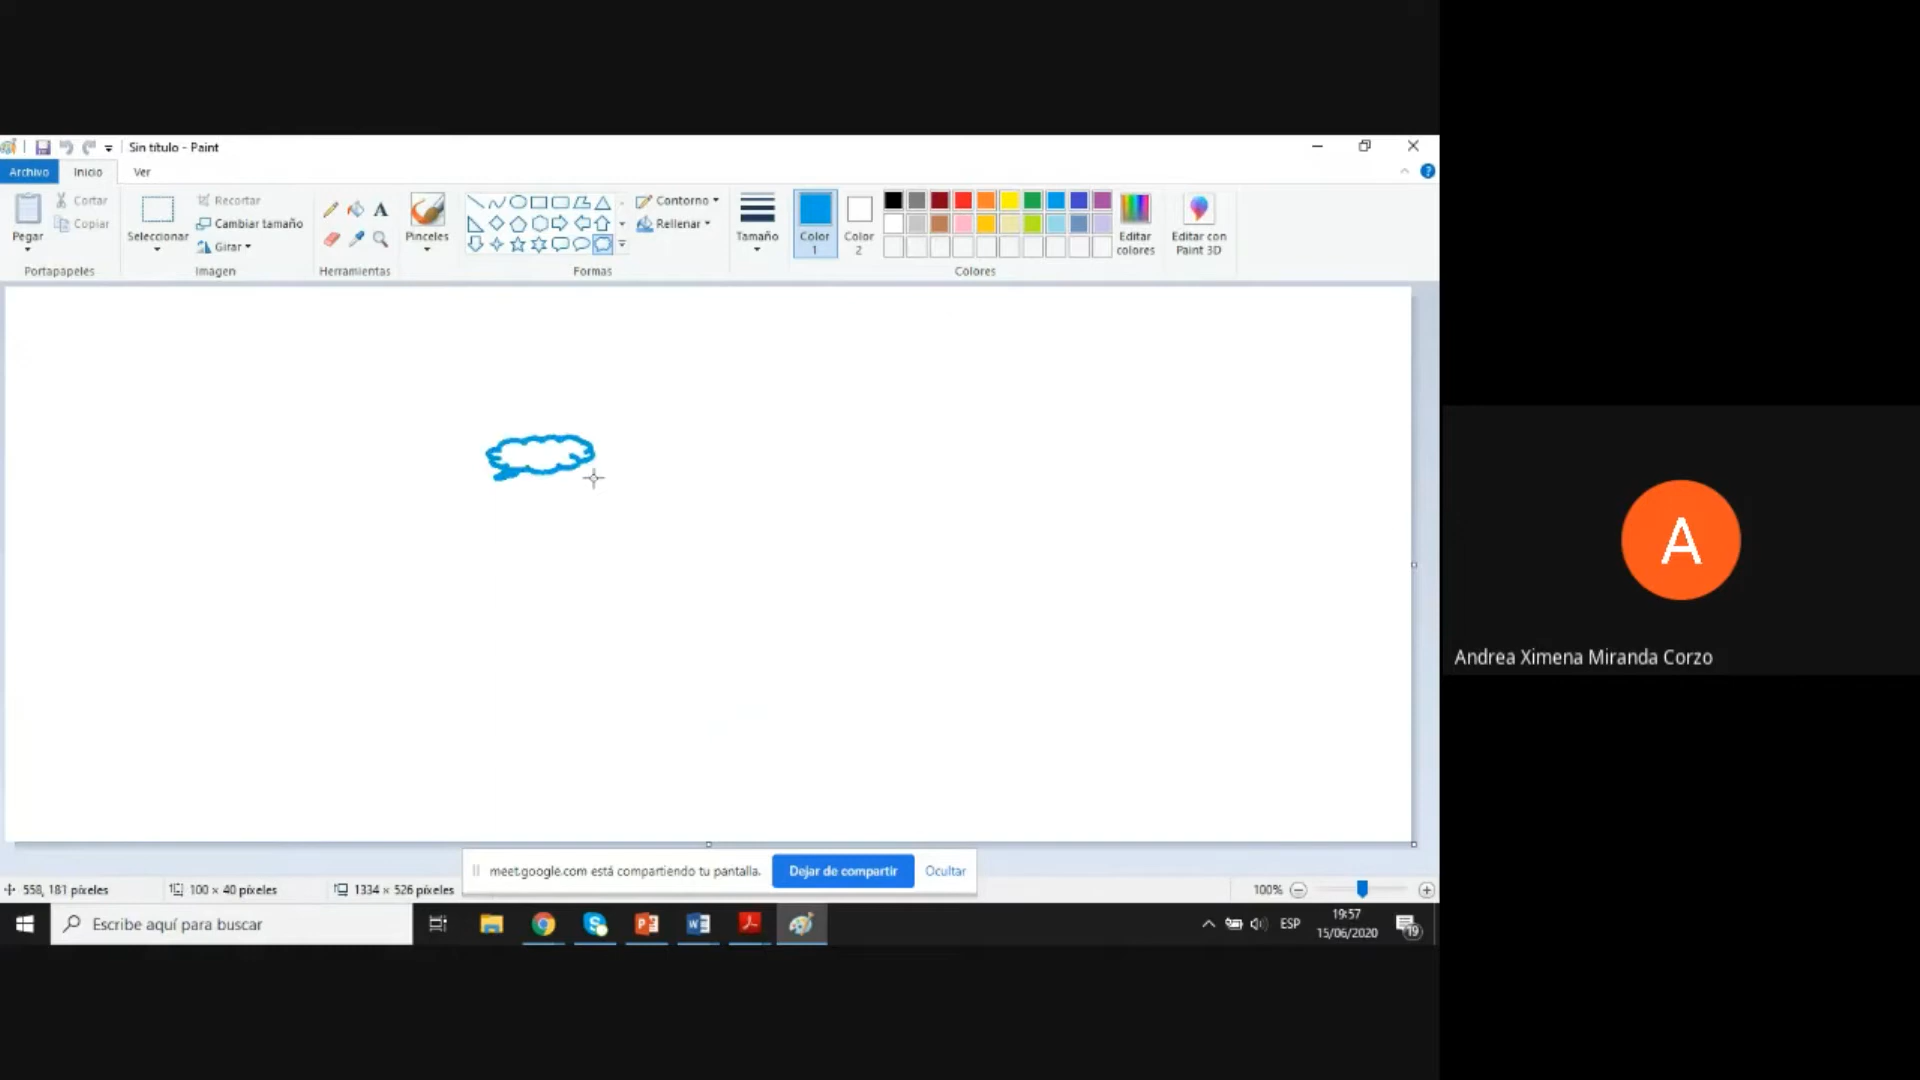 Sin título - Paint
Archivo Inicio Ver
Pegar
Cortar
Copiar
Portapapeles
Seleccionar
Recortar
Cambiar tamaño
Girar
Imagen
A
Herramientas
Pinceles
Contorno
Rellenar
Formas
Tamaño
Color 1
Color 2
Editar colores
Editar con Paint 3D
Colores
A
Andrea Ximena Miranda Corzo
meet.google.com está compartiendo tu pantalla. Dejar de compartir Ocultar
558, 181 píxeles 100 × 40 píxeles 1334 × 526 píxeles 100%
Escribe aquí para buscar
ESP
19:57
15/06/2020
19